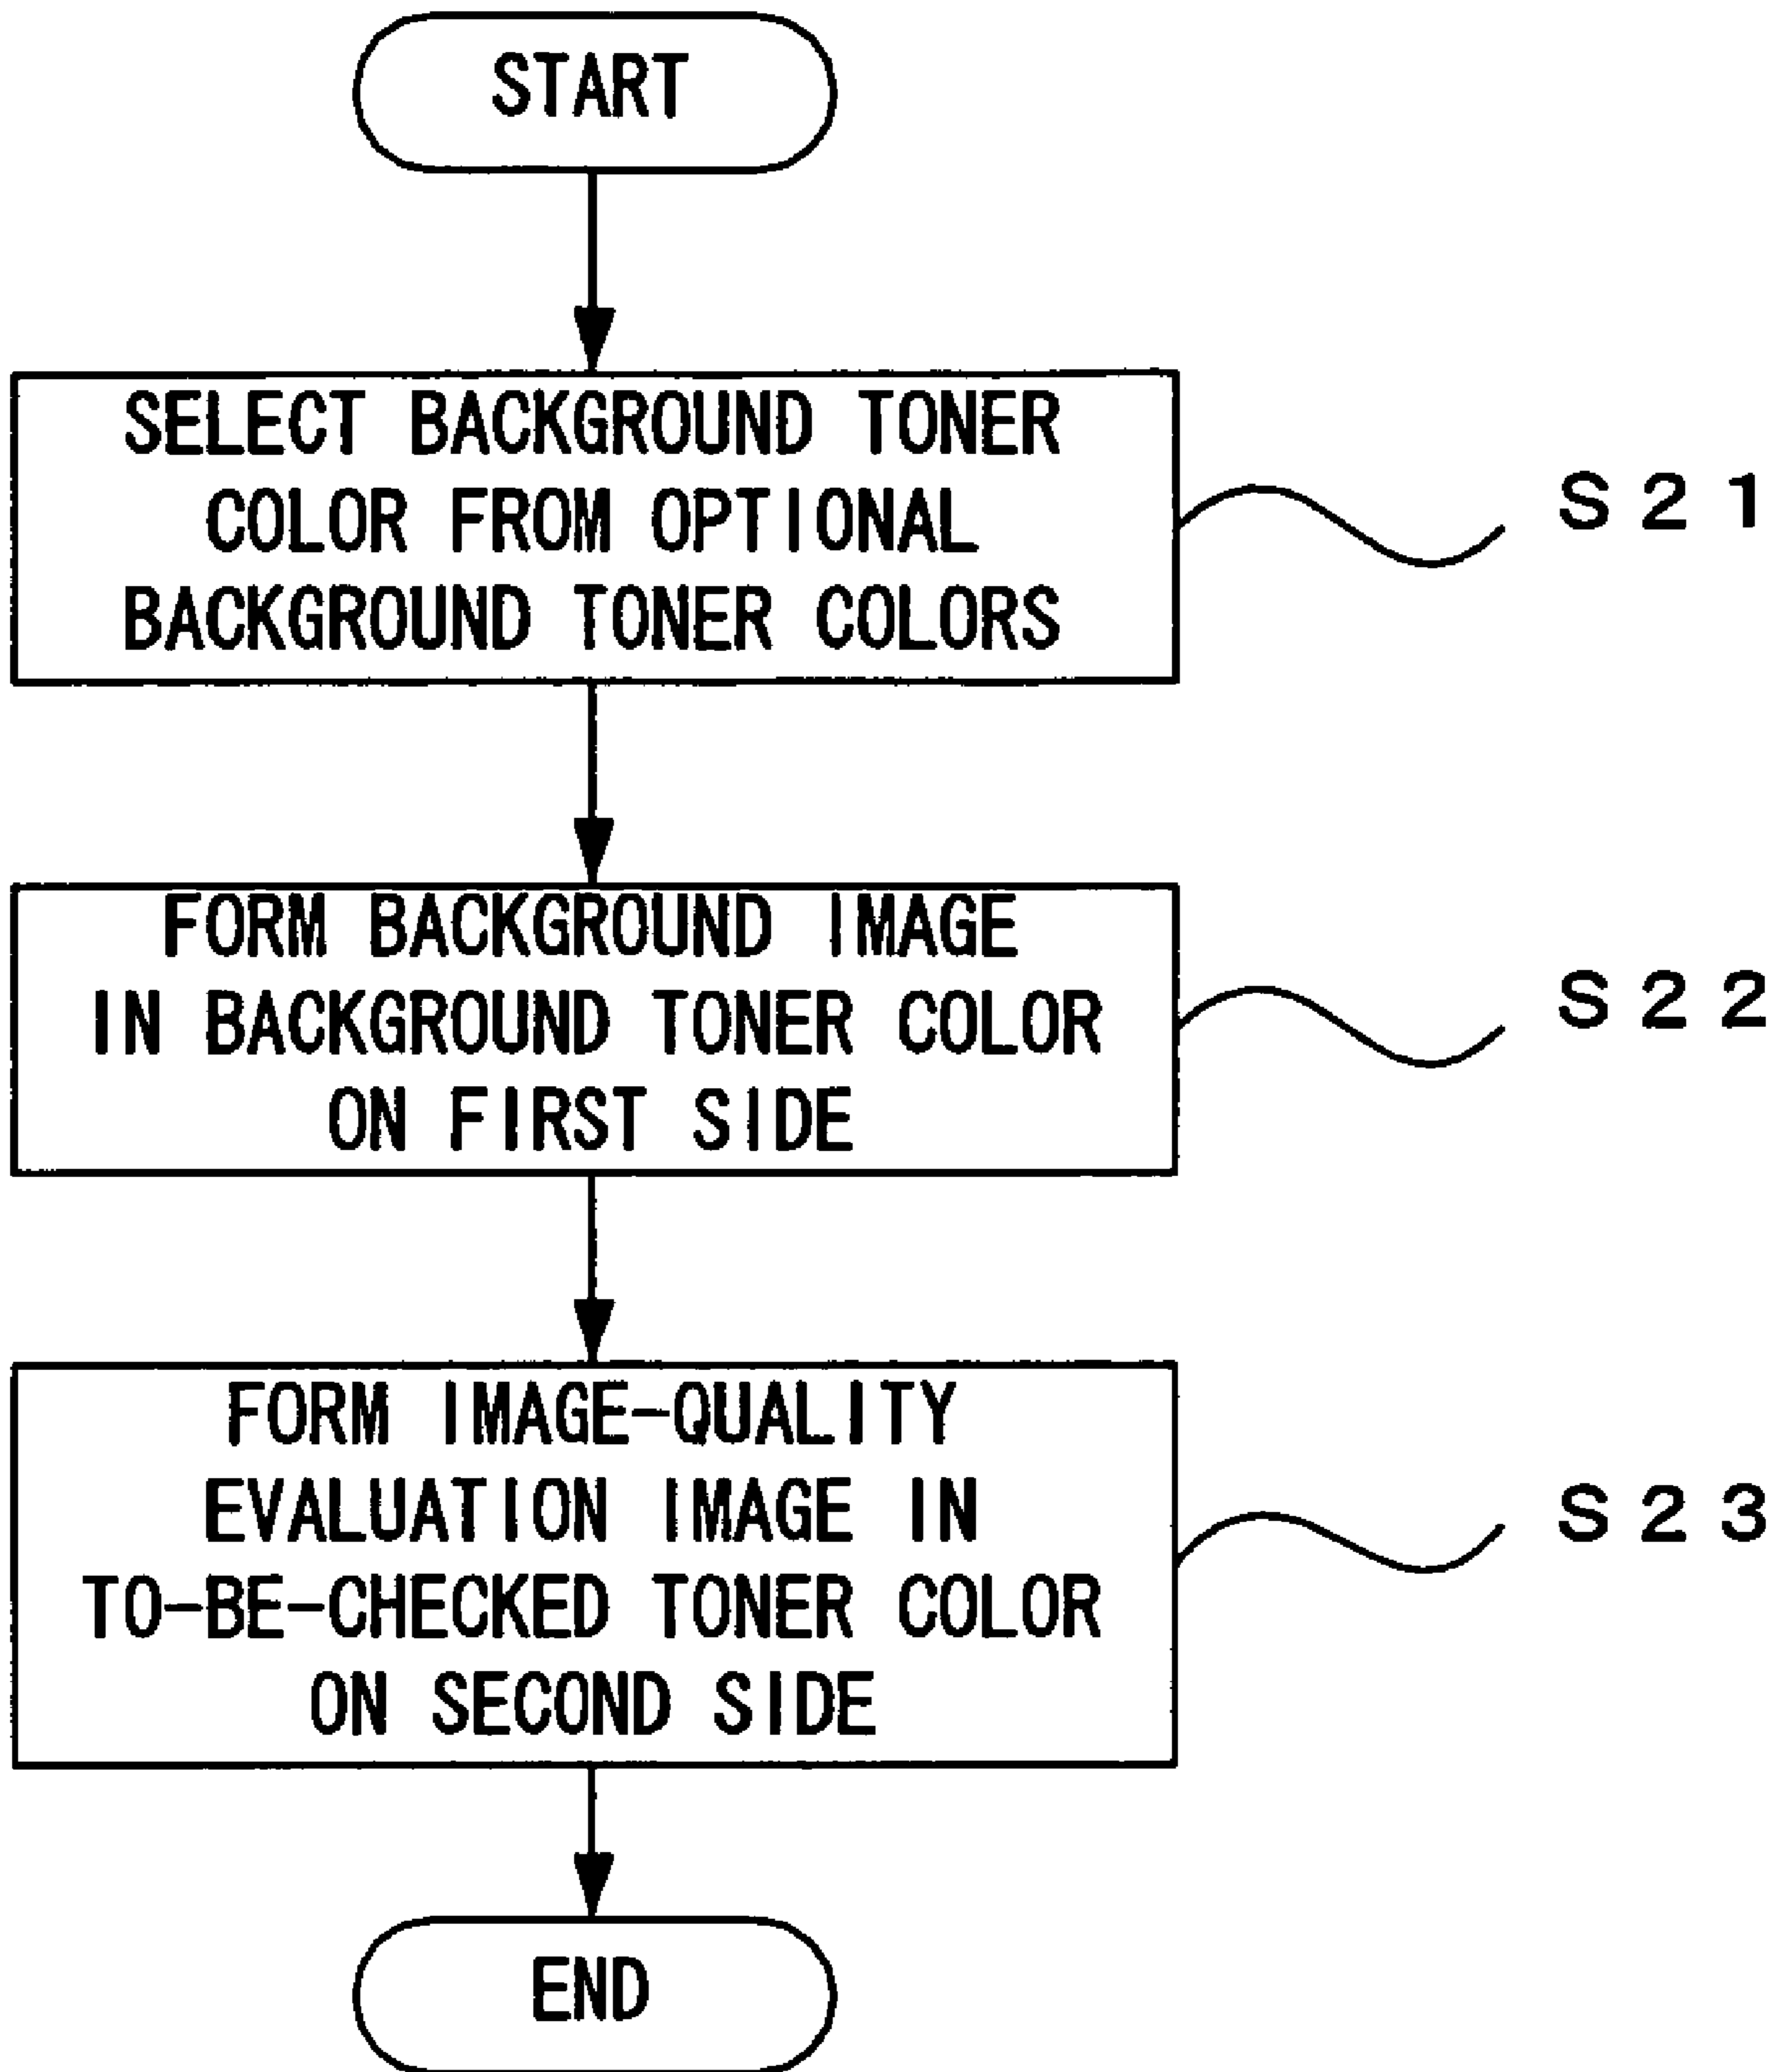 START
SELECT BACKGROUND TONER
COLOR FROM OPTIONAL
BACKGROUND TONER COLORS
S21
FORM BACKGROUND IMAGE
IN BACKGROUND TONER COLOR
ON FIRST SIDE
S22
FORM IMAGE-QUALITY
EVALUATION IMAGE IN
TO-BE-CHECKED TONER COLOR
ON SECOND SIDE
S23
END